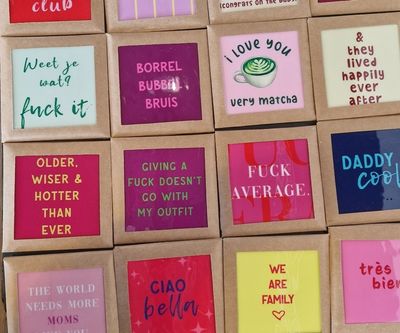 club
(congrats on the baby)
Weet je
wat?
fuck it
BORREL
BUBBEL
BRUIS
i love you
very matcha
&
they
lived
happily
ever
after
OLDER,
WISER &
HOTTER
THAN
EVER
GIVING A
FUCK DOESN'T
GO WITH
MY OUTFIT
FUCK
AVERAGE.
DADDY
cool
THE WORLD
NEEDS MORE
MOMS
CIAO
bella
WE
ARE
FAMILY
très
bien